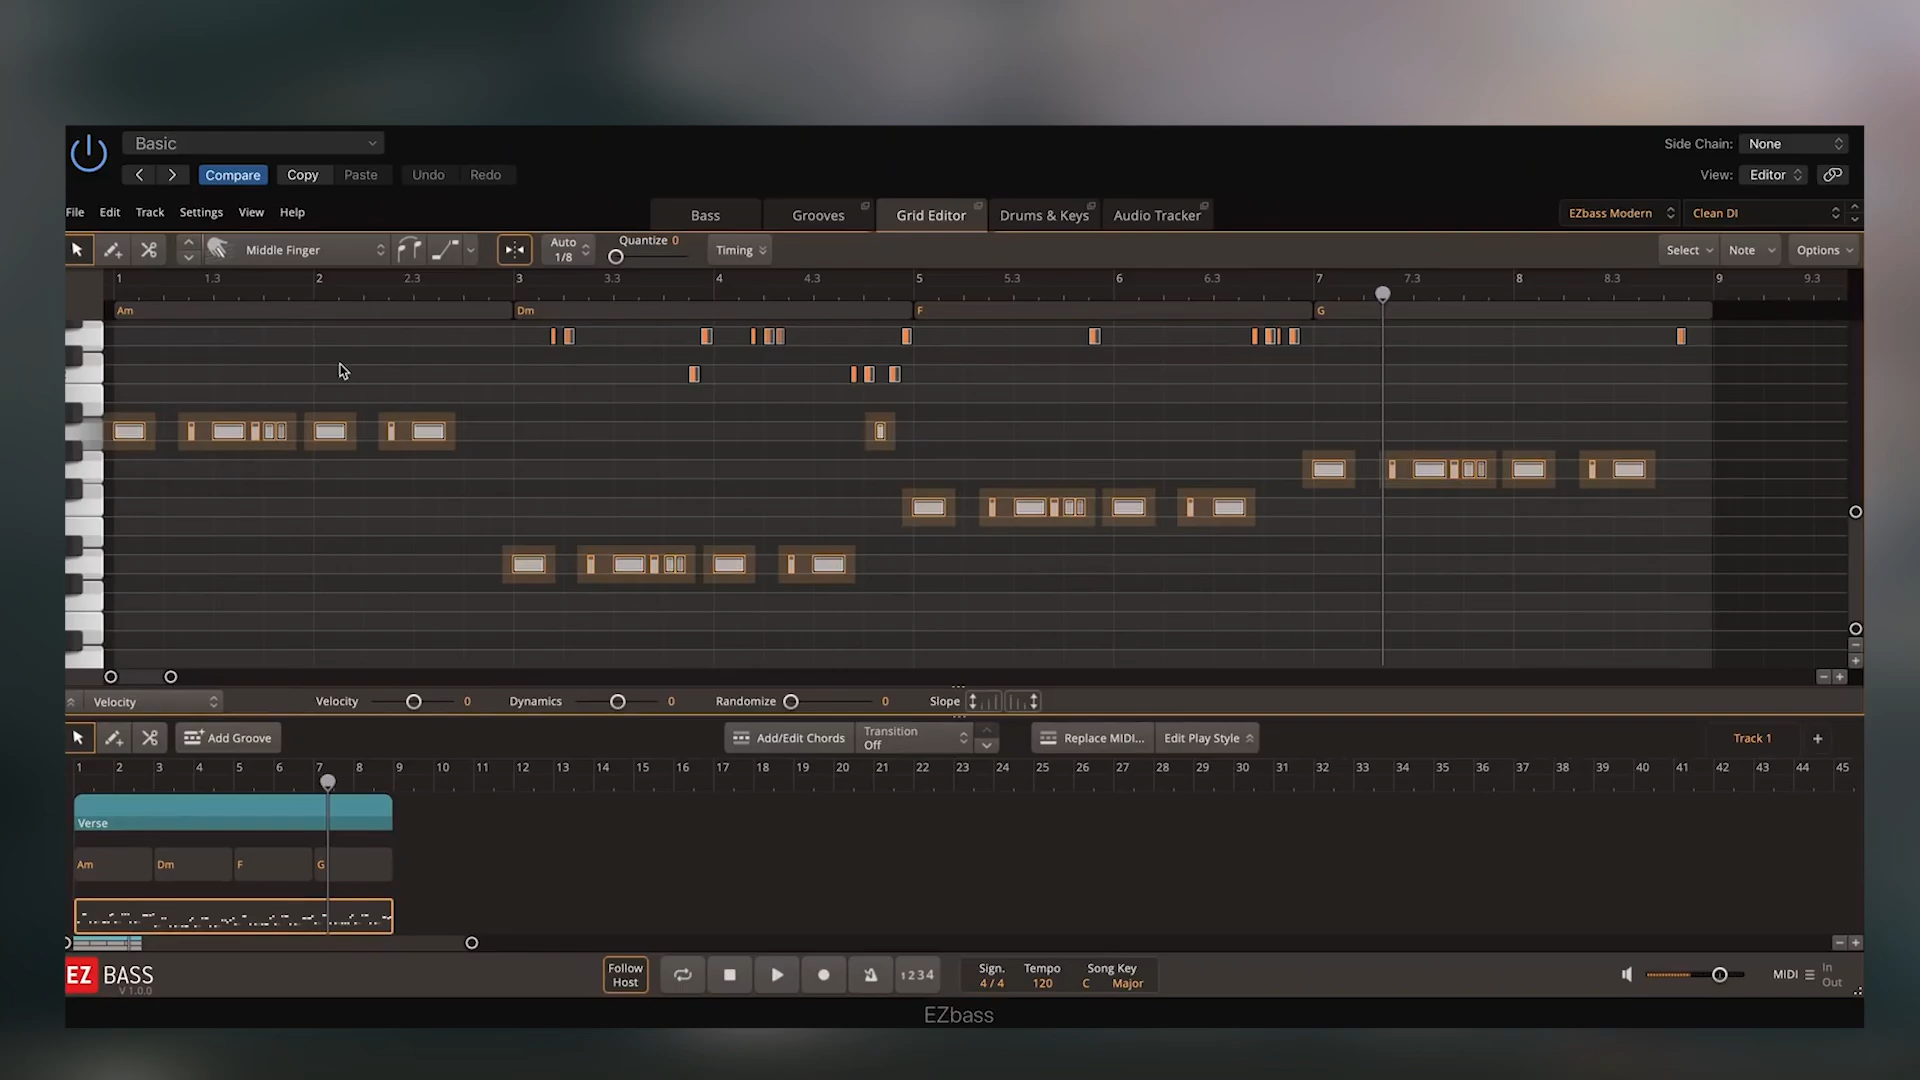 Basic
Side Chain: None
Compare Copy Paste Undo Redo
View: Editor
File Edit Track Settings View Help
Bass Grooves Grid Editor Drums & Keys Audio Tracker
EZbass Modern Clean DI
Middle Finger
Auto
1/8
Quantize 0
Timing
Select Note Options
1 1.3 2 2.3 3 3.3 4 4.3 5 5.3 6 6.3 7 7.3 8 8.3 9 9.3
Am Dm F G
Velocity Velocity 0 Dynamics 0 Randomize 0 Slope
Add Groove
Add/Edit Chords
Transition
Off
Replace MIDI...
Edit Play Style
Track 1 +
1 2 3 4 5 6 7 8 9 10 11 12 13 14 15 16 17 18 19 20 21 22 23 24 25 26 27 28 29 30 31 32 33 34 35 36 37 38 39 40 41 42 43 44 45
Verse
Am Dm F G
EZ BASS
V 1.0.0
Follow
Host
1234
Sign. Tempo Song Key
4 / 4 120 C Major
MIDI
In
Out
EZbass